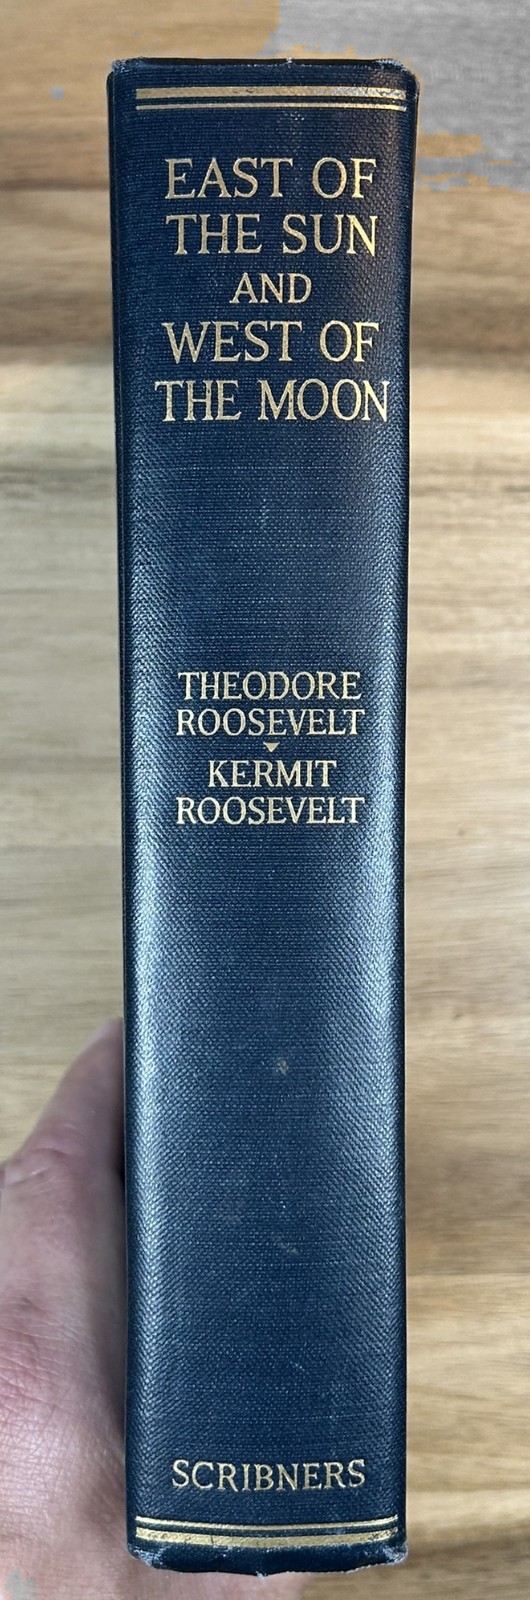 EAST OF
THE SUN
AND
WEST OF
THE MOON
THEODORE
ROOSEVELT
KERMIT
ROOSEVELT
SCRIBNERS